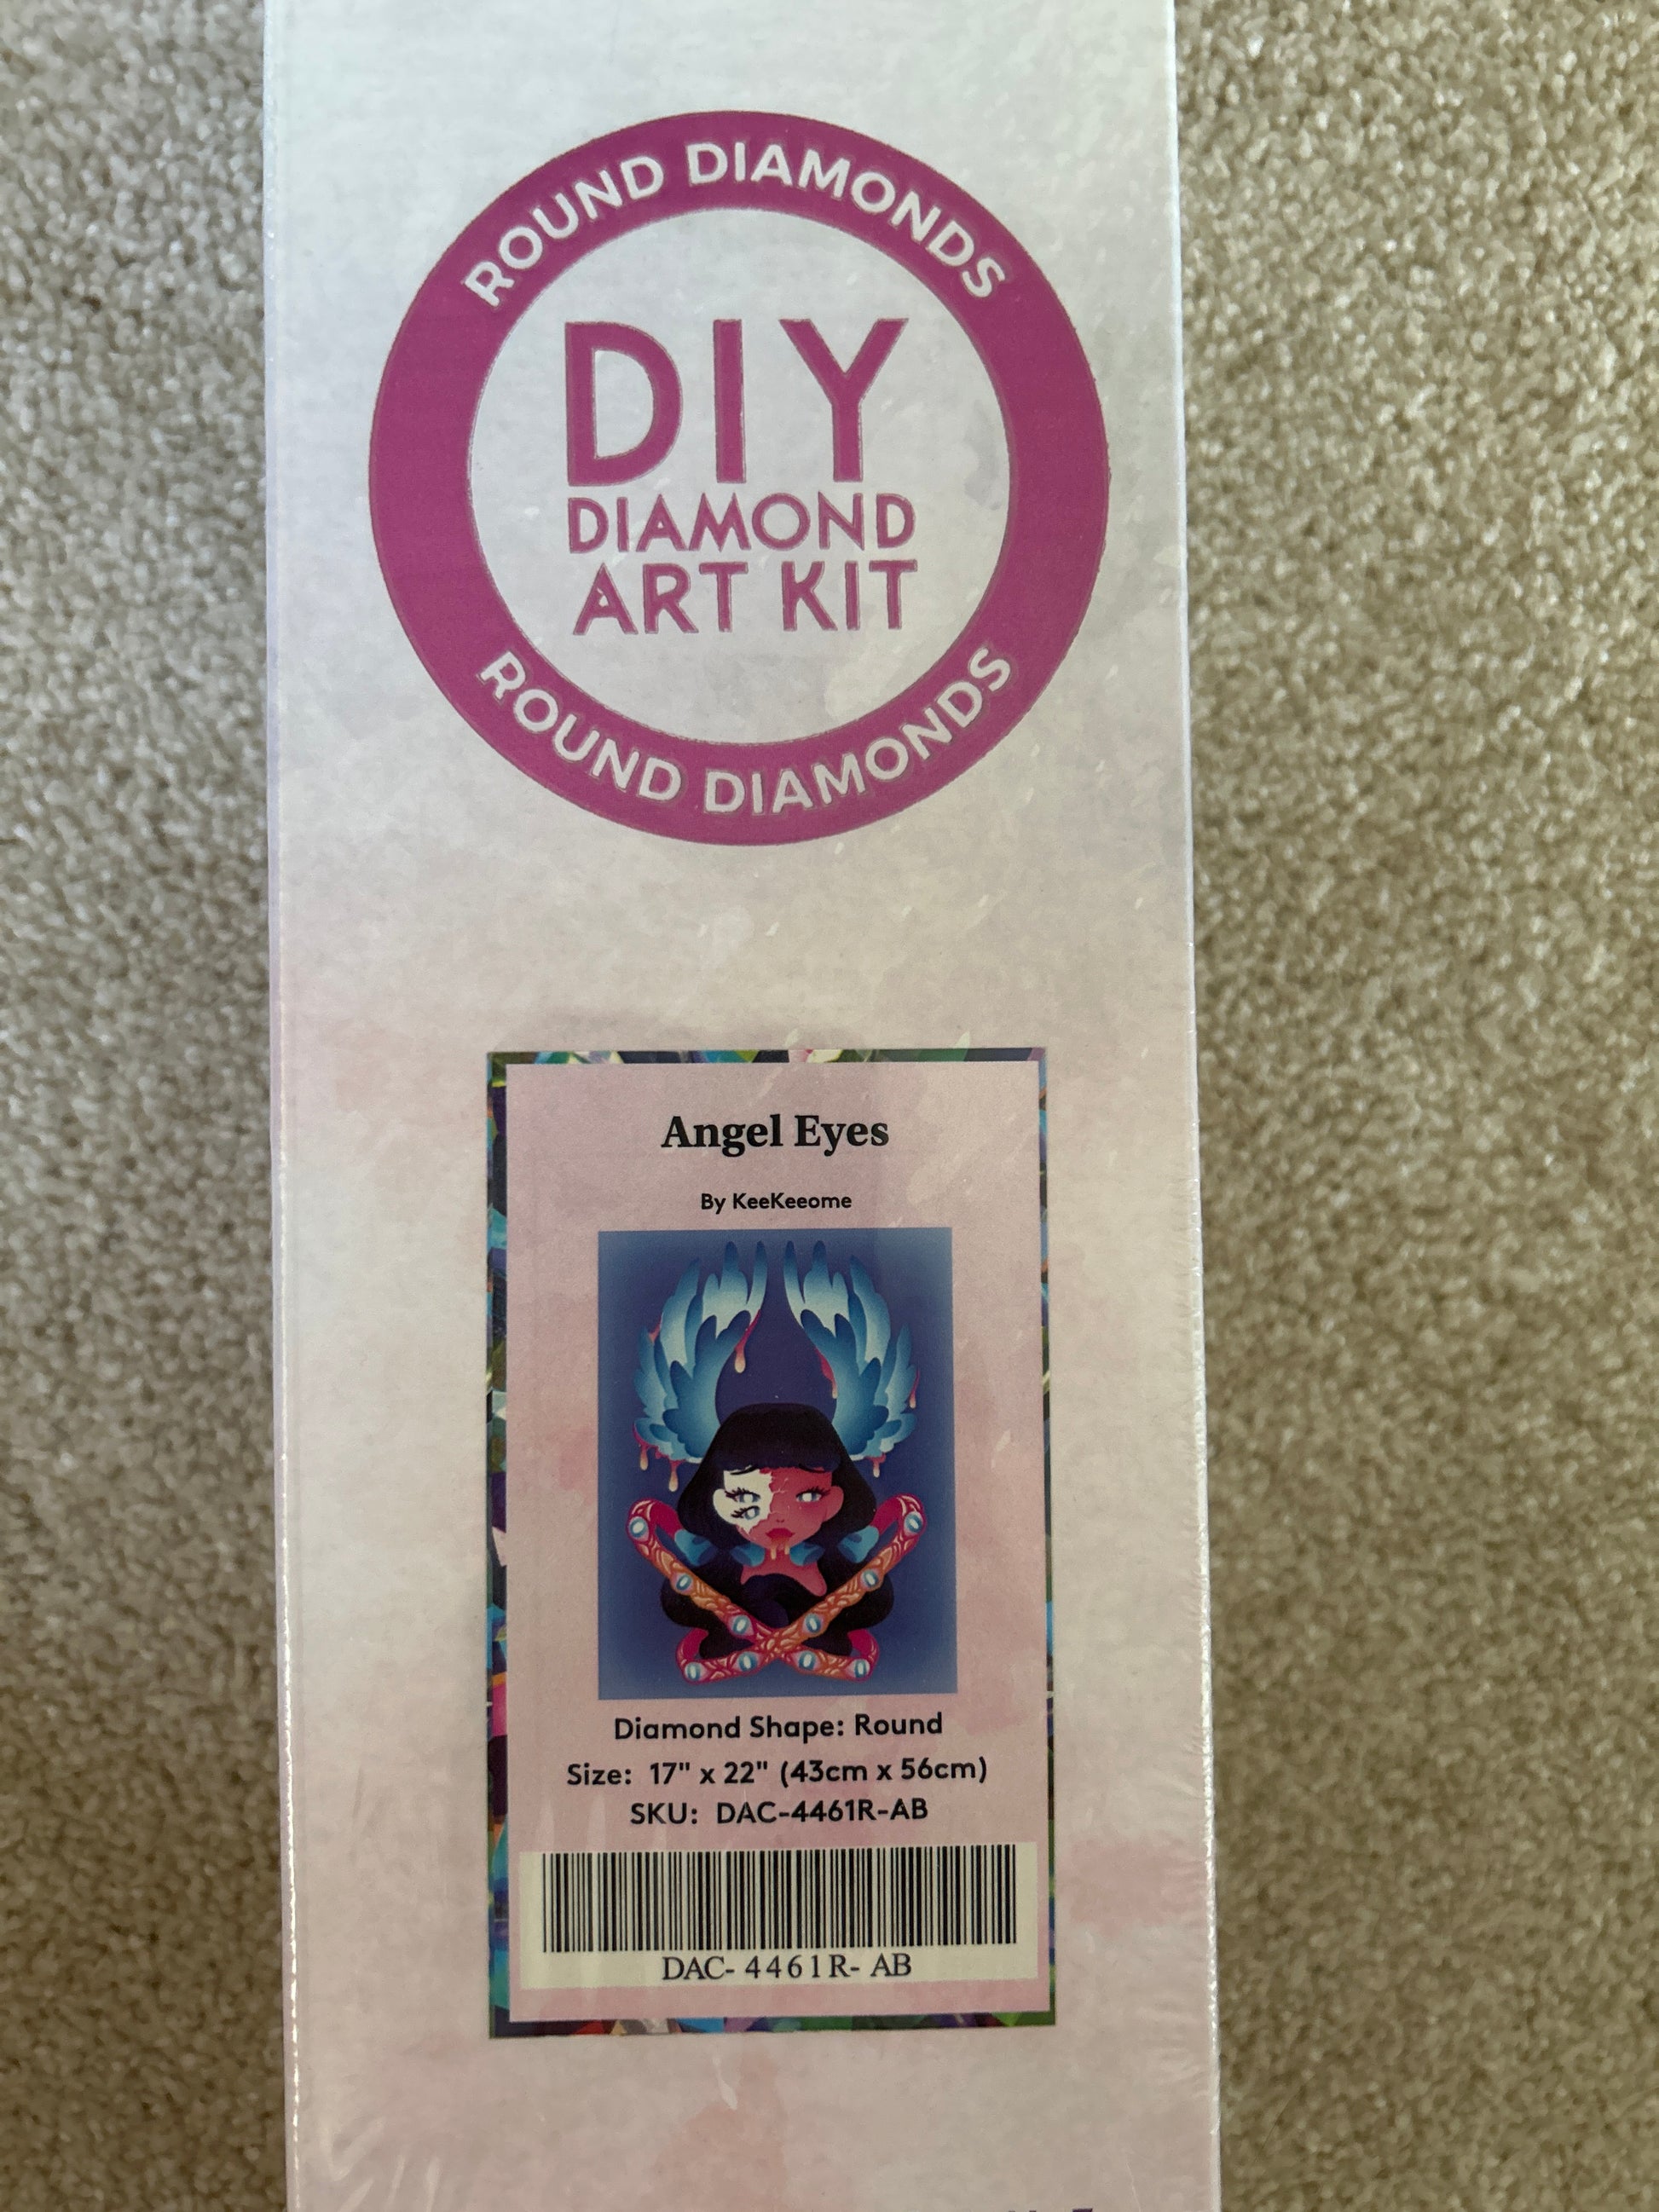 ROUND DIAMONDS
DIY
DIAMOND
ART KIT
ROUND DIAMONDS
Angel Eyes
By KeeKeeome
Diamond Shape: Round
Size: 17" x 22" (43cm x 56cm)
SKU: DAC-4461R-AB
DAC- 4461R- AB